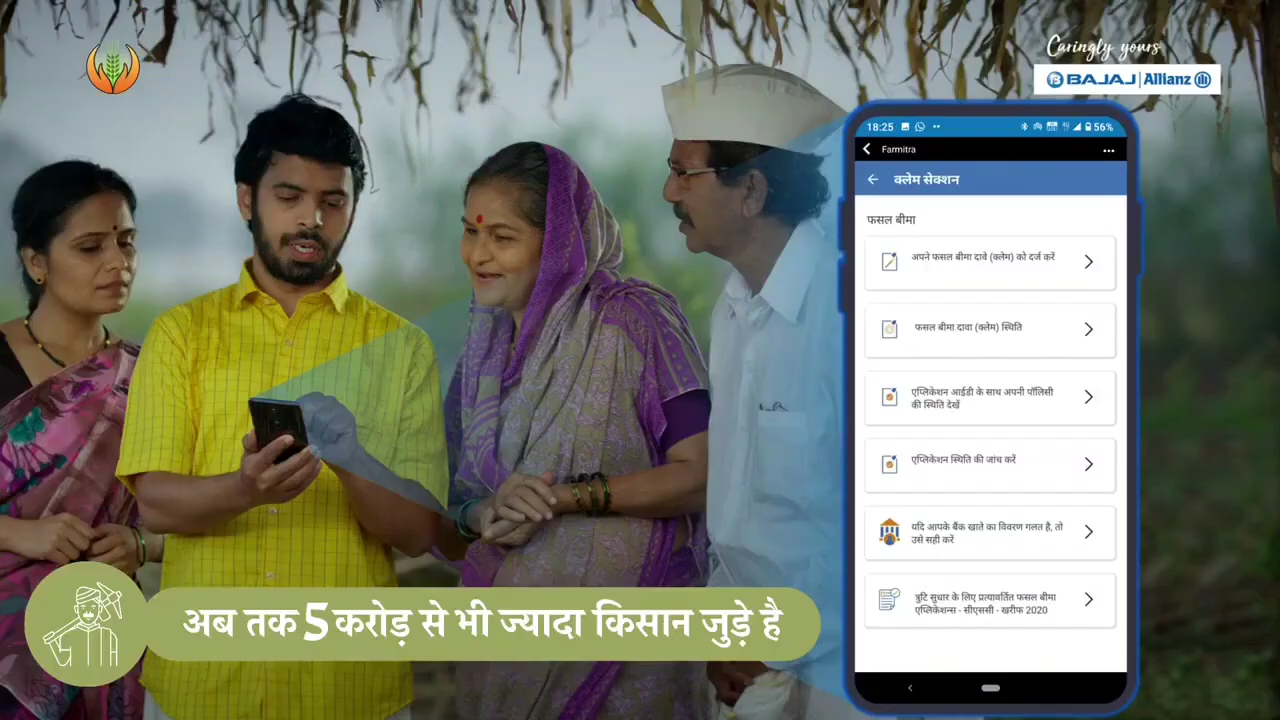 Caringly yours
BAJAJ | Allianz
18:25
56%
Farmitra
क्लेम सेक्शन
फसल बीमा
अपने फसल बीमा दावे (क्लेम) को दर्ज करें
फसल बीमा दावा (क्लेम) स्थिति
एप्लिकेशन आईडी के साथ अपनी पॉलिसी
की स्थिति देखें
एप्लिकेशन स्थिति की जांच करें
यदि आपके बैंक खाते का विवरण गलत है, तो
उसे सही करें
त्रुटि सुधार के लिए प्रत्यावर्तित फसल बीमा
एप्लिकेशन्स - सीएससी - खरीफ 2020
अब तक 5 करोड़ से भी ज्यादा किसान जुड़े है